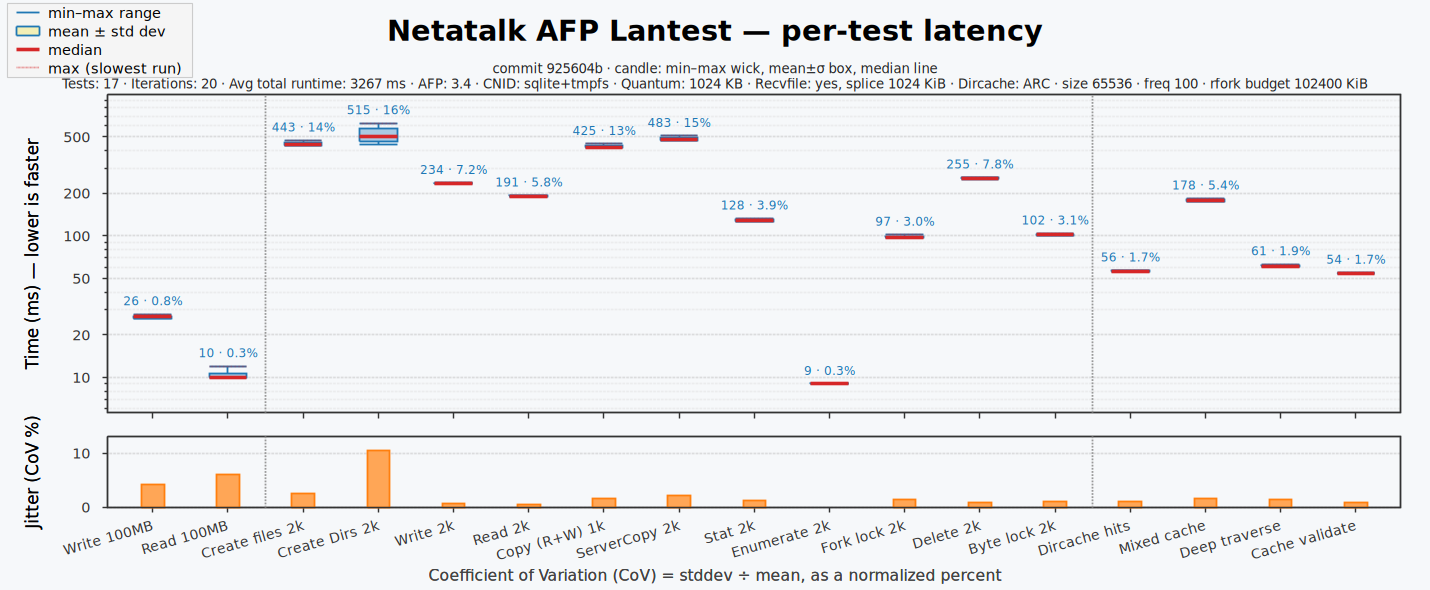 min–max range
mean ± std dev
median
max (slowest run)
Netatalk AFP Lantest — per-test latency
commit 925604b · candle: min–max wick, mean±σ box, median line
Tests: 17 · Iterations: 20 · Avg total runtime: 3267 ms · AFP: 3.4 · CNID: sqlite+tmpfs · Quantum: 1024 KB · Recvfile: yes, splice 1024 KiB · Dircache: ARC · size 65536 · freq 100 · rfork budget 102400 KiB
Time (ms) — lower is faster
500
200
100
50
20
10
26 · 0.8%
10 · 0.3%
443 · 14%
515 · 16%
234 · 7.2%
191 · 5.8%
425 · 13%
483 · 15%
128 · 3.9%
9 · 0.3%
97 · 3.0%
255 · 7.8%
102 · 3.1%
56 · 1.7%
178 · 5.4%
61 · 1.9%
54 · 1.7%
Jitter (CoV %)
10
0
Write 100MB
Read 100MB
Create files 2k
Create Dirs 2k
Write 2k
Read 2k
Copy (R+W) 1k
ServerCopy 2k
Stat 2k
Enumerate 2k
Fork lock 2k
Delete 2k
Byte lock 2k
Dircache hits
Mixed cache
Deep traverse
Cache validate
Coefficient of Variation (CoV) = stddev ÷ mean, as a normalized percent